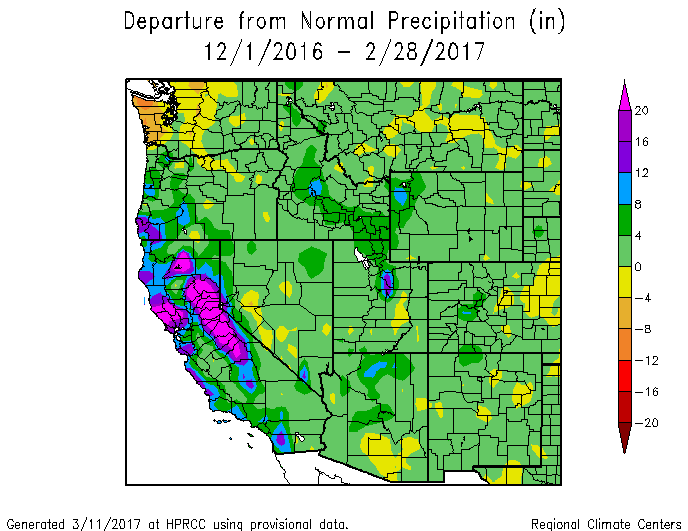 Departure from Normal Precipitation (in)
12/1/2016 – 2/28/2017
20
16
12
8
4
0
−4
−8
−12
−16
−20
Generated 3/11/2017 at HPRCC using provisional data.
Regional Climate Centers